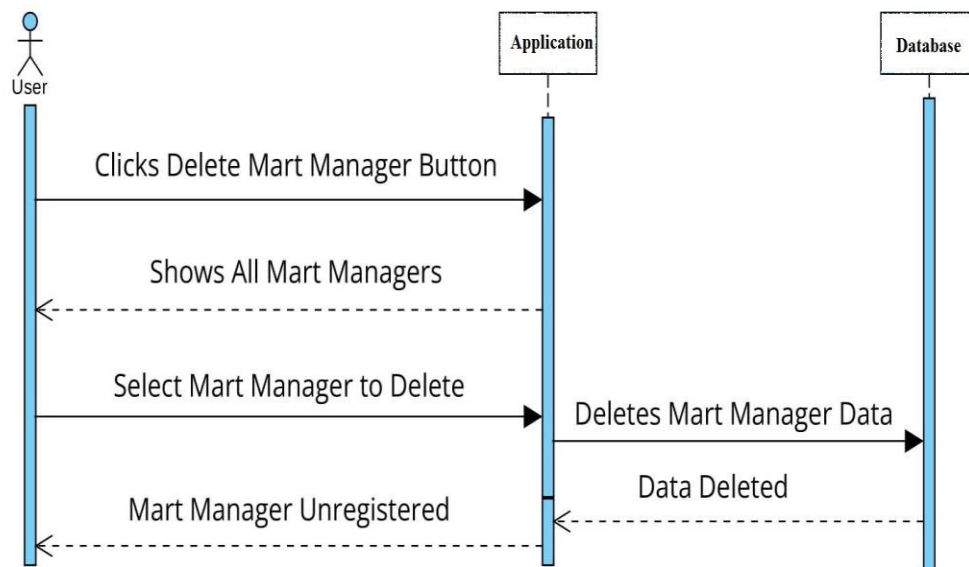 User
Application
Database
Clicks Delete Mart Manager Button
Shows All Mart Managers
Select Mart Manager to Delete
Deletes Mart Manager Data
Data Deleted
Mart Manager Unregistered